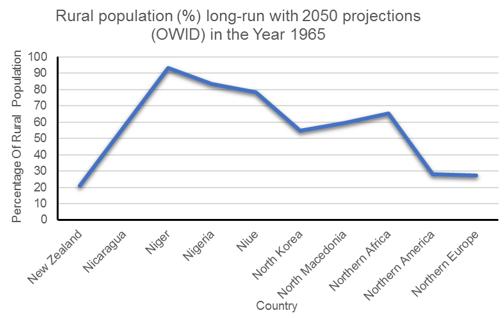 Rural population (%) long-run with 2050 projections
(OWID) in the Year 1965
Percentage Of Rural Population
100
90
80
70
60
50
40
30
20
10
0
New Zealand
Nicaragua
Niger
Nigeria
Niue
North Korea
North Macedonia
Northern Africa
Northern America
Northern Europe
Country